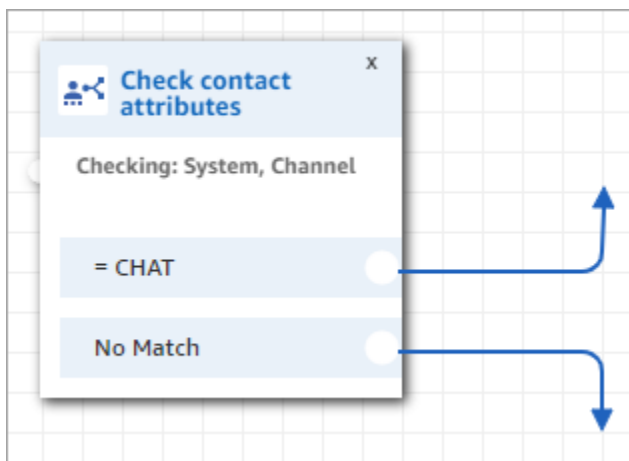 x
Check contact
attributes
Checking: System, Channel
= CHAT
No Match